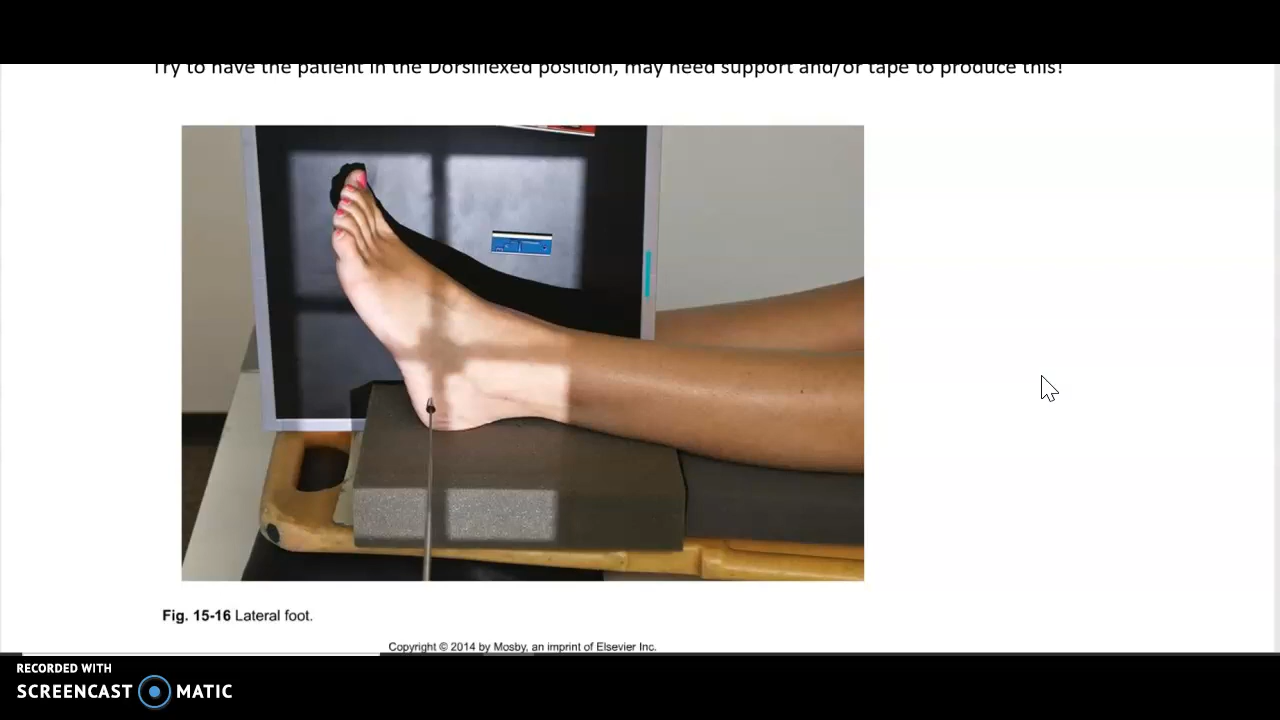 Try to have the patient in the Dorsiflexed position, may need support and/or tape to produce this!
Fig. 15-16 Lateral foot.
Copyright © 2014 by Mosby, an imprint of Elsevier Inc.
RECORDED WITH
SCREENCAST MATIC